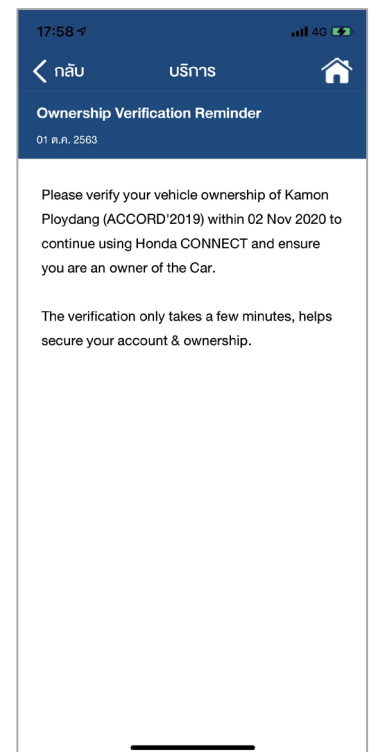 17:58
4G
กลับ
บริการ
Ownership Verification Reminder
01 ต.ค. 2563
Please verify your vehicle ownership of Kamon
Ploydang (ACCORD'2019) within 02 Nov 2020 to
continue using Honda CONNECT and ensure
you are an owner of the Car.
The verification only takes a few minutes, helps
secure your account & ownership.